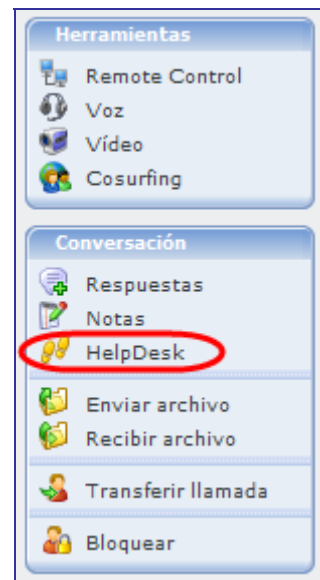 Herramientas
Remote Control
Voz
Vídeo
Cosurfing
Conversación
Respuestas
Notas
HelpDesk
Enviar archivo
Recibir archivo
Transferir llamada
Bloquear